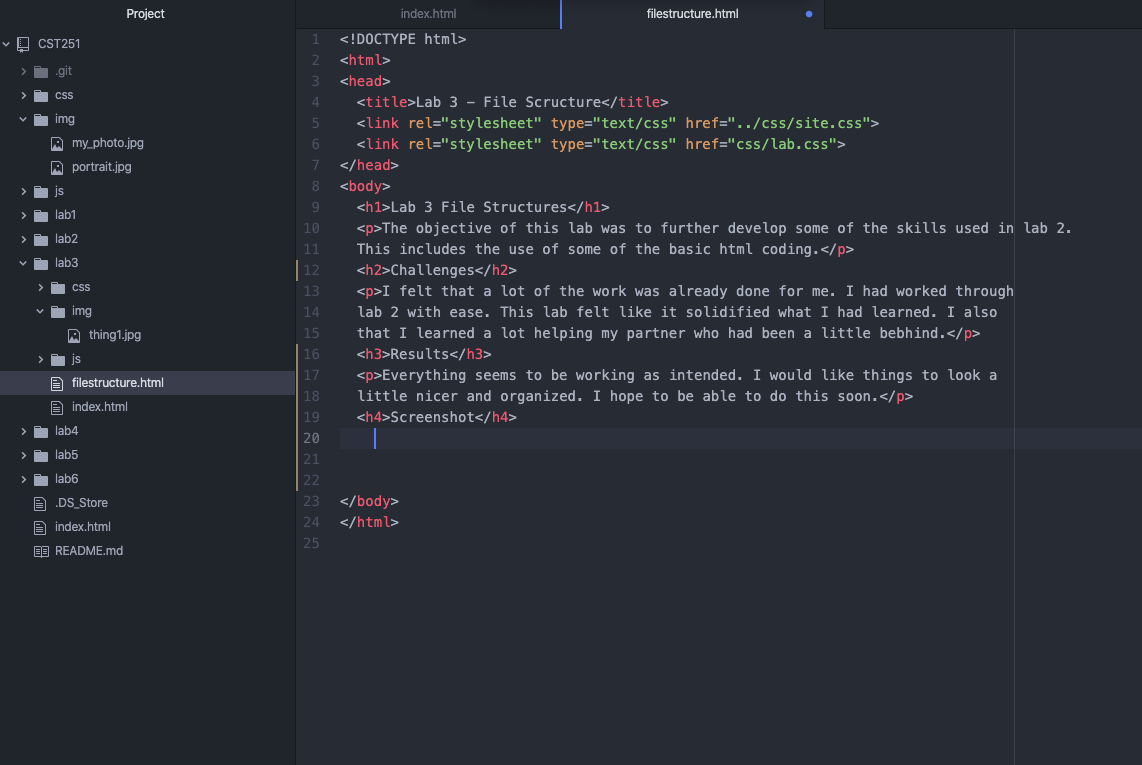 Project
CST251
.git
css
img
my_photo.jpg
portrait.jpg
js
lab1
lab2
lab3
css
img
thing1.jpg
js
filestructure.html
index.html
lab4
lab5
lab6
.DS_Store
index.html
README.md
index.html
filestructure.html
1 <!DOCTYPE html>
2 <html>
3 <head>
4 <title>Lab 3 - File Scructure</title>
5 <link rel="stylesheet" type="text/css" href="../css/site.css">
6 <link rel="stylesheet" type="text/css" href="css/lab.css">
7 </head>
8 <body>
9 <h1>Lab 3 File Structures</h1>
10 <p>The objective of this lab was to further develop some of the skills used in lab 2.
11 This includes the use of some of the basic html coding.</p>
12 <h2>Challenges</h2>
13 <p>I felt that a lot of the work was already done for me. I had worked through
14 lab 2 with ease. This lab felt like it solidified what I had learned. I also
15 that I learned a lot helping my partner who had been a little bebhind.</p>
16 <h3>Results</h3>
17 <p>Everything seems to be working as intended. I would like things to look a
18 little nicer and organized. I hope to be able to do this soon.</p>
19 <h4>Screenshot</h4>
20
21
22
23 </body>
24 </html>
25